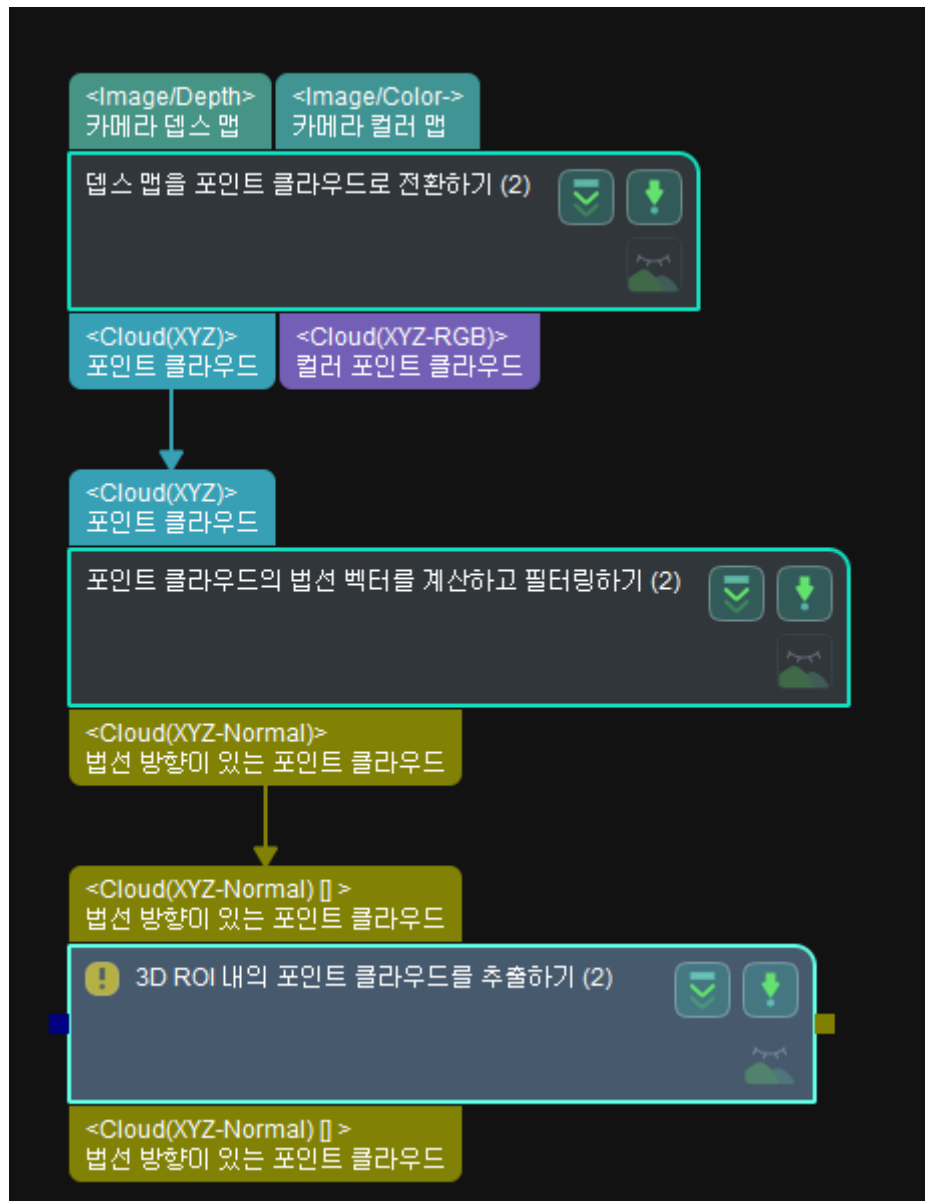 <Image/Depth>
카메라 뎁스 맵
<Image/Color->
카메라 컬러 맵
뎁스 맵을 포인트 클라우드로 전환하기 (2)
<Cloud(XYZ)>
포인트 클라우드
<Cloud(XYZ-RGB)>
컬러 포인트 클라우드
<Cloud(XYZ)>
포인트 클라우드
포인트 클라우드의 법선 벡터를 계산하고 필터링하기 (2)
<Cloud(XYZ-Normal)>
법선 방향이 있는 포인트 클라우드
<Cloud(XYZ-Normal) [] >
법선 방향이 있는 포인트 클라우드
3D ROI 내의 포인트 클라우드를 추출하기 (2)
<Cloud(XYZ-Normal) [] >
법선 방향이 있는 포인트 클라우드